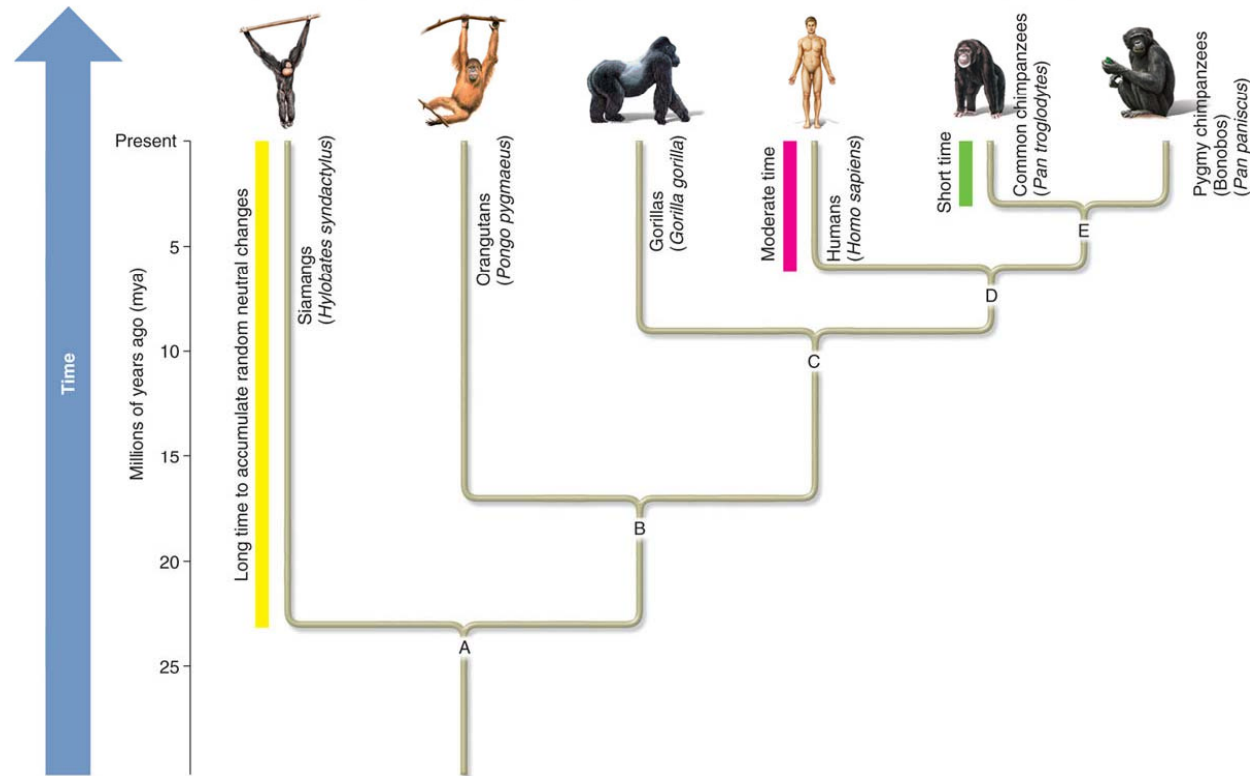 Time
Millions of years ago (mya)
Present
5
10
15
20
25
Long time to accumulate random neutral changes
Siamangs
(Hylobates syndactylus)
Orangutans
(Pongo pygmaeus)
Gorillas
(Gorilla gorilla)
Moderate time
Humans
(Homo sapiens)
Short time
Common chimpanzees
(Pan troglodytes)
Pygmy chimpanzees
(Bonobos)
(Pan paniscus)
E
D
C
B
A